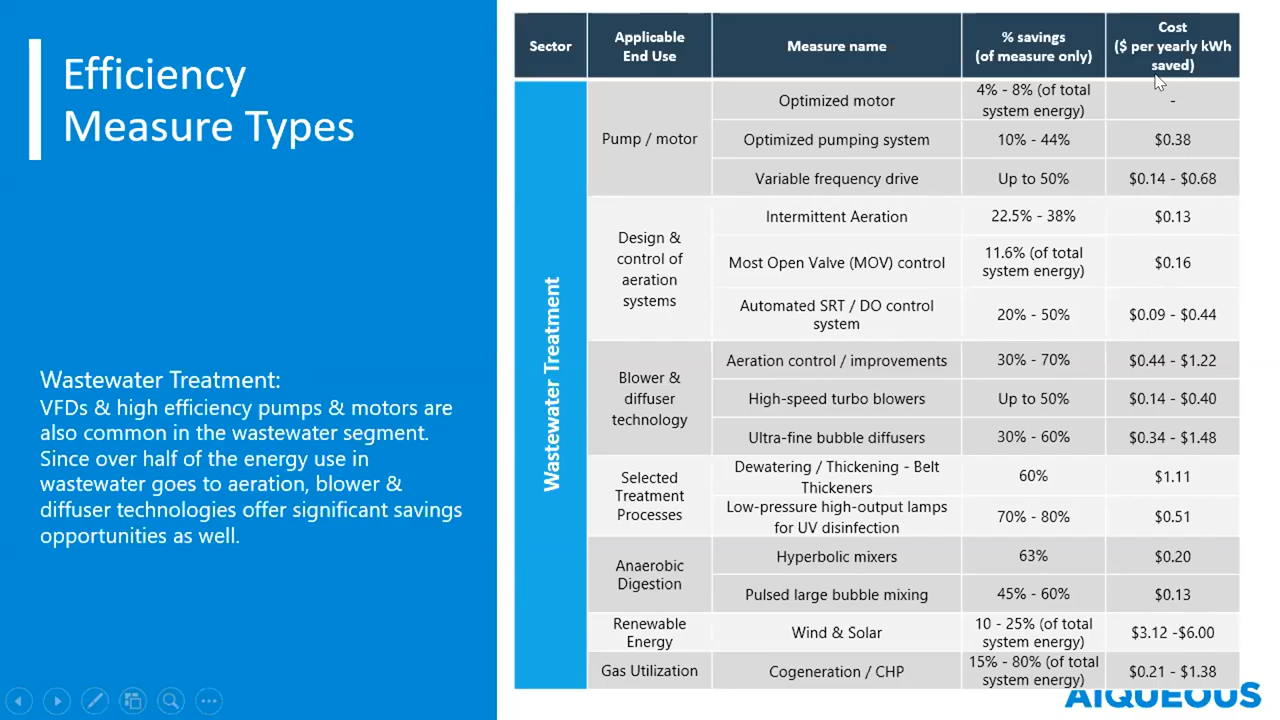 Efficiency
Measure Types
Wastewater Treatment:
VFDs & high efficiency pumps & motors are
also common in the wastewater segment.
Since over half of the energy use in
wastewater goes to aeration, blower &
diffuser technologies offer significant savings
opportunities as well.
Sector
Applicable
End Use
Measure name
% savings
(of measure only)
Cost
($ per yearly kWh
saved)
Wastewater Treatment
Pump / motor
Optimized motor
4% - 8% (of total
system energy)
-
Optimized pumping system
10% - 44%
$0.38
Variable frequency drive
Up to 50%
$0.14 - $0.68
Design &
control of
aeration
systems
Intermittent Aeration
22.5% - 38%
$0.13
Most Open Valve (MOV) control
11.6% (of total
system energy)
$0.16
Automated SRT / DO control
system
20% - 50%
$0.09 - $0.44
Blower &
diffuser
technology
Aeration control / improvements
30% - 70%
$0.44 - $1.22
High-speed turbo blowers
Up to 50%
$0.14 - $0.40
Ultra-fine bubble diffusers
30% - 60%
$0.34 - $1.48
Selected
Treatment
Processes
Dewatering / Thickening - Belt
Thickeners
60%
$1.11
Low-pressure high-output lamps
for UV disinfection
70% - 80%
$0.51
Anaerobic
Digestion
Hyperbolic mixers
63%
$0.20
Pulsed large bubble mixing
45% - 60%
$0.13
Renewable
Energy
Wind & Solar
10 - 25% (of total
system energy)
$3.12 -$6.00
Gas Utilization
Cogeneration / CHP
15% - 80% (of total
system energy)
$0.21 - $1.38
AIQUEOUS